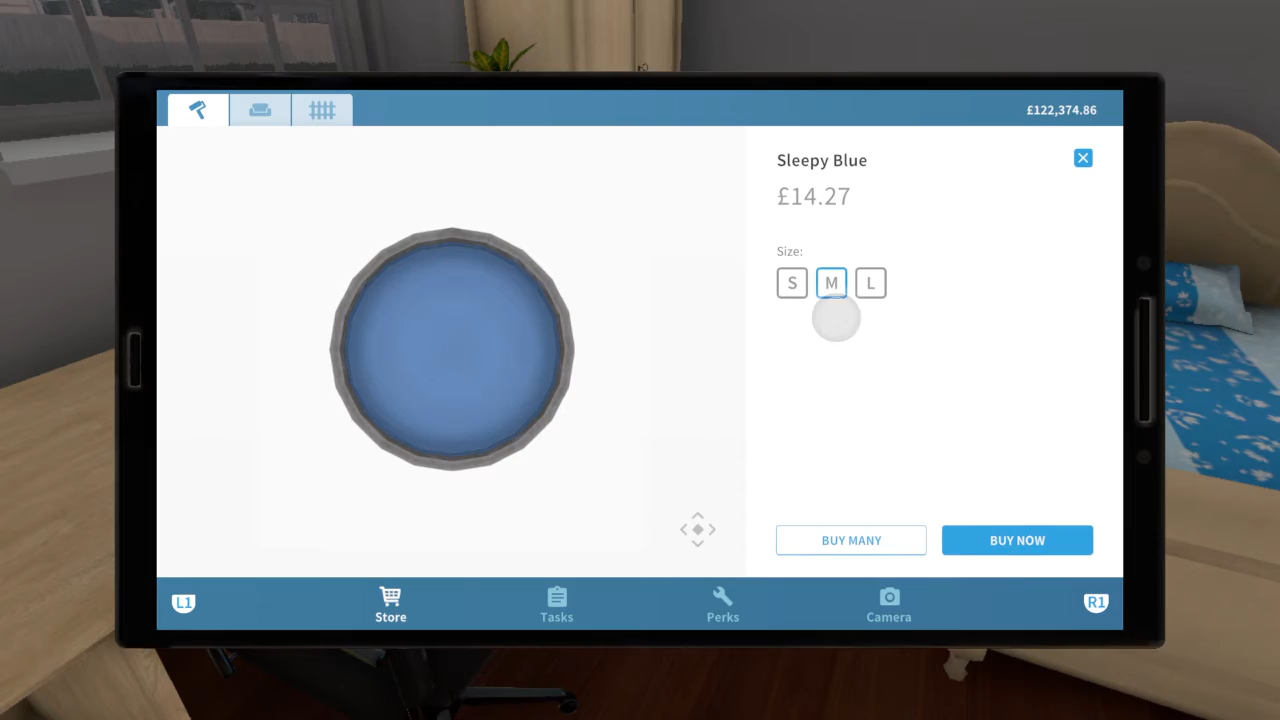 £122,374.86
Sleepy Blue
£14.27
Size:
S M L
BUY MANY BUY NOW
L1 Store Tasks Perks Camera R1